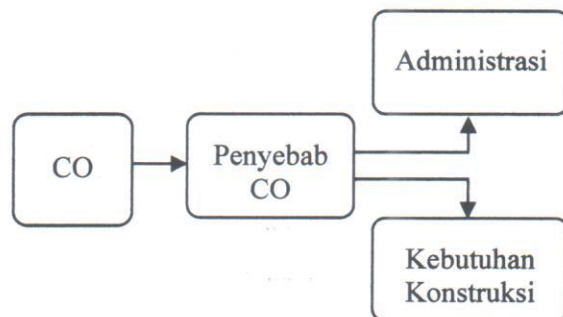 Administrasi
CO
Penyebab
CO
Kebutuhan
Konstruksi